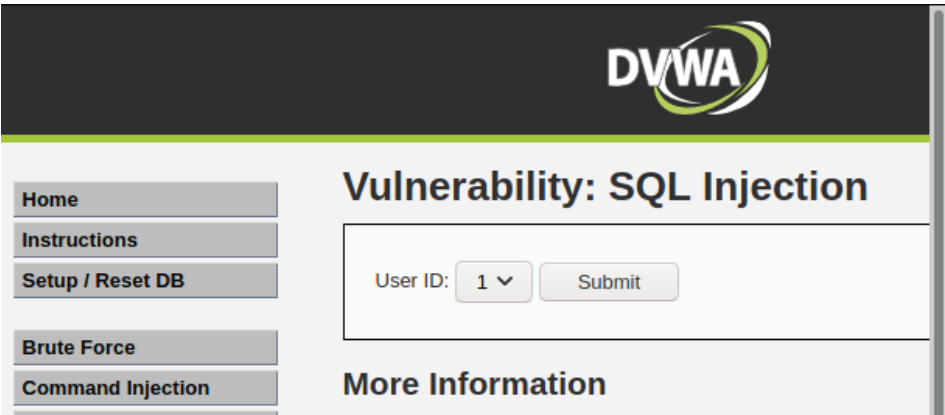 DVWA
Home
Instructions
Setup / Reset DB
Brute Force
Command Injection
Vulnerability: SQL Injection
User ID: 1 Submit
More Information